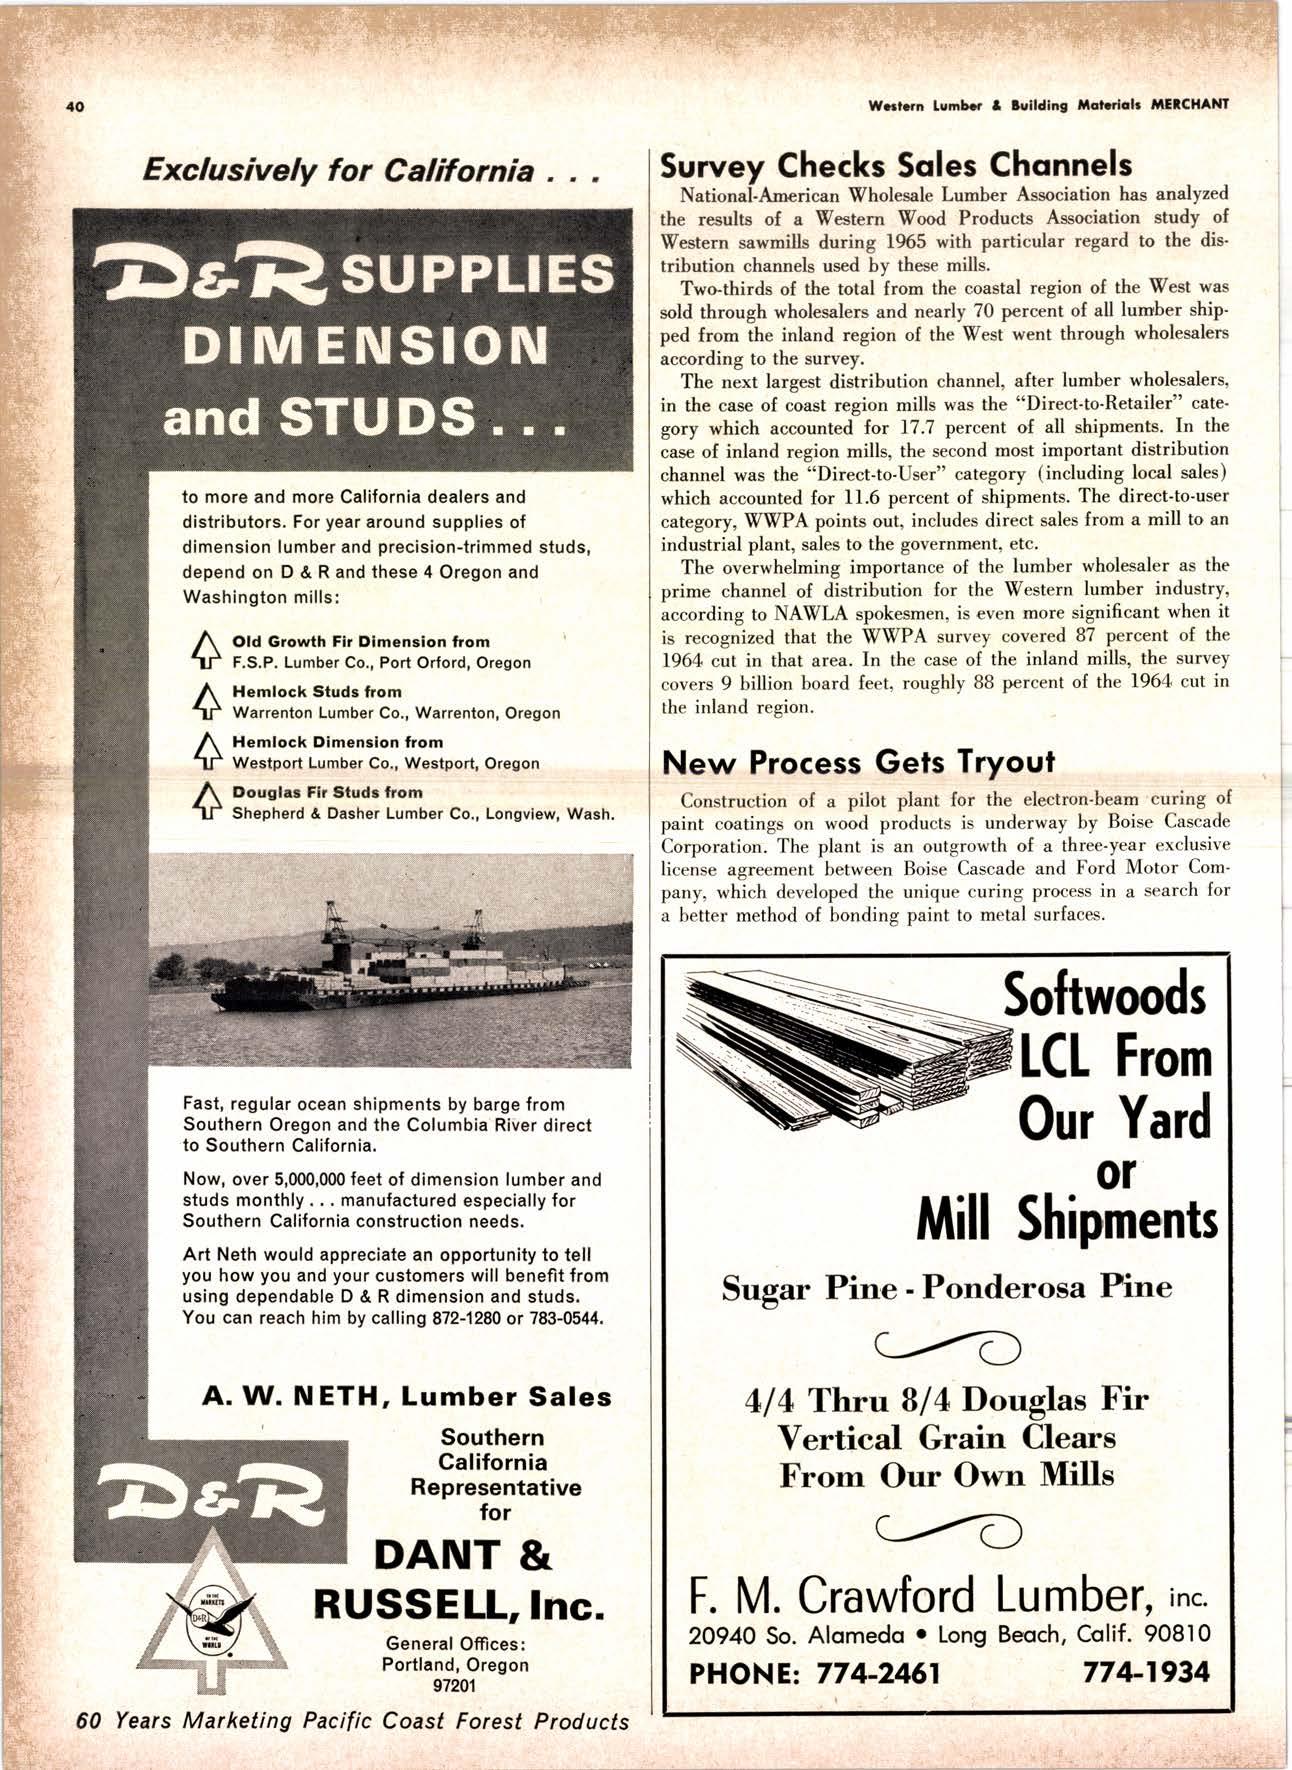 40
Western Lumber & Building Materials MERCHANT
Exclusively for California . . .
D&R SUPPLIES
DIMENSION
and STUDS . . .
to more and more California dealers and
distributors. For year around supplies of
dimension lumber and precision-trimmed studs,
depend on D & R and these 4 Oregon and
Washington mills:
Old Growth Fir Dimension from
F.S.P. Lumber Co., Port Orford, Oregon
Hemlock Studs from
Warrenton Lumber Co., Warrenton, Oregon
Hemlock Dimension from
Westport Lumber Co., Westport, Oregon
Douglas Fir Studs from
Shepherd & Dasher Lumber Co., Longview, Wash.
Fast, regular ocean shipments by barge from
Southern Oregon and the Columbia River direct
to Southern California.
Now, over 5,000,000 feet of dimension lumber and
studs monthly . . . manufactured especially for
Southern California construction needs.
Art Neth would appreciate an opportunity to tell
you how you and your customers will benefit from
using dependable D & R dimension and studs.
You can reach him by calling 872-1280 or 783-0544.
A. W. NETH, Lumber Sales
Southern
California
Representative
for
D&R
DANT &
RUSSELL, Inc.
TO THE
MARKETS
D&R
OF THE
WORLD
General Offices:
Portland, Oregon
97201
60 Years Marketing Pacific Coast Forest Products
Survey Checks Sales Channels
National-American Wholesale Lumber Association has analyzed
the results of a Western Wood Products Association study of
Western sawmills during 1965 with particular regard to the dis-
tribution channels used by these mills.
Two-thirds of the total from the coastal region of the West was
sold through wholesalers and nearly 70 percent of all lumber ship-
ped from the inland region of the West went through wholesalers
according to the survey.
The next largest distribution channel, after lumber wholesalers,
in the case of coast region mills was the "Direct-to-Retailer" cate-
gory which accounted for 17.7 percent of all shipments. In the
case of inland region mills, the second most important distribution
channel was the "Direct-to-User" category (including local sales)
which accounted for 11.6 percent of shipments. The direct-to-user
category, WWPA points out, includes direct sales from a mill to an
industrial plant, sales to the government, etc.
The overwhelming importance of the lumber wholesaler as the
prime channel of distribution for the Western lumber industry,
according to NAWLA spokesmen, is even more significant when it
is recognized that the WWPA survey covered 87 percent of the
1964 cut in that area. In the case of the inland mills, the survey
covers 9 billion board feet, roughly 88 percent of the 1964 cut in
the inland region.
New Process Gets Tryout
Construction of a pilot plant for the electron-beam curing of
paint coatings on wood products is underway by Boise Cascade
Corporation. The plant is an outgrowth of a three-year exclusive
license agreement between Boise Cascade and Ford Motor Com-
pany, which developed the unique curing process in a search for
a better method of bonding paint to metal surfaces.
Softwoods
LCL From
Our Yard
or
Mill Shipments
Sugar Pine - Ponderosa Pine
4/4 Thru 8/4 Douglas Fir
Vertical Grain Clears
From Our Own Mills
F. M. Crawford Lumber, inc.
20940 So. Alameda • Long Beach, Calif. 90810
PHONE: 774-2461 774-1934